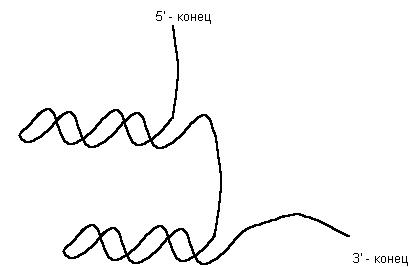 5' - конец
3' - конец